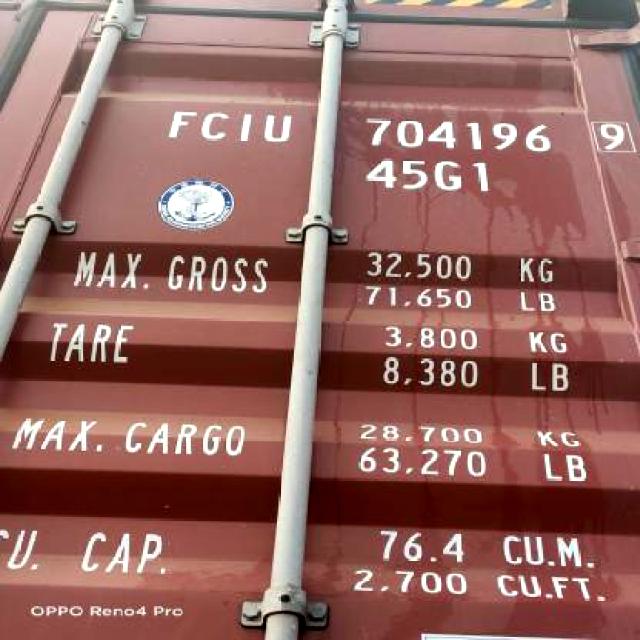 FCIU 704196 9
45G1
MAX. GROSS 32,500 KG
71,650 LB
TARE 3,800 KG
8,380 LB
MAX. CARGO 28,700 KG
63,270 LB
CU. CAP. 76.4 CU.M.
2,700 CU.FT.
OPPO Reno4 Pro